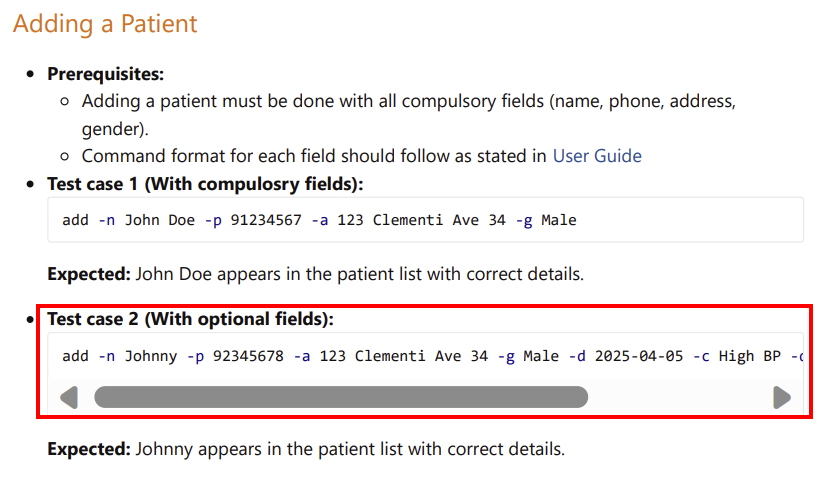 Adding a Patient
Prerequisites:
Adding a patient must be done with all compulsory fields (name, phone, address,
gender).
Command format for each field should follow as stated in User Guide
Test case 1 (With compulosry fields):
add -n John Doe -p 91234567 -a 123 Clementi Ave 34 -g Male
Expected: John Doe appears in the patient list with correct details.
Test case 2 (With optional fields):
add -n Johnny -p 92345678 -a 123 Clementi Ave 34 -g Male -d 2025-04-05 -c High BP -
Expected: Johnny appears in the patient list with correct details.